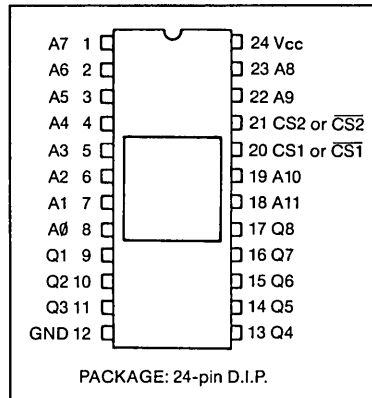 A7 1 24 Vcc
A6 2 23 A8
A5 3 22 A9
A4 4 21 CS2 or C̅S̅2̅
A3 5 20 CS1 or C̅S̅1̅
A2 6 19 A10
A1 7 18 A11
AØ 8 17 Q8
Q1 9 16 Q7
Q2 10 15 Q6
Q3 11 14 Q5
GND 12 13 Q4
PACKAGE: 24-pin D.I.P.